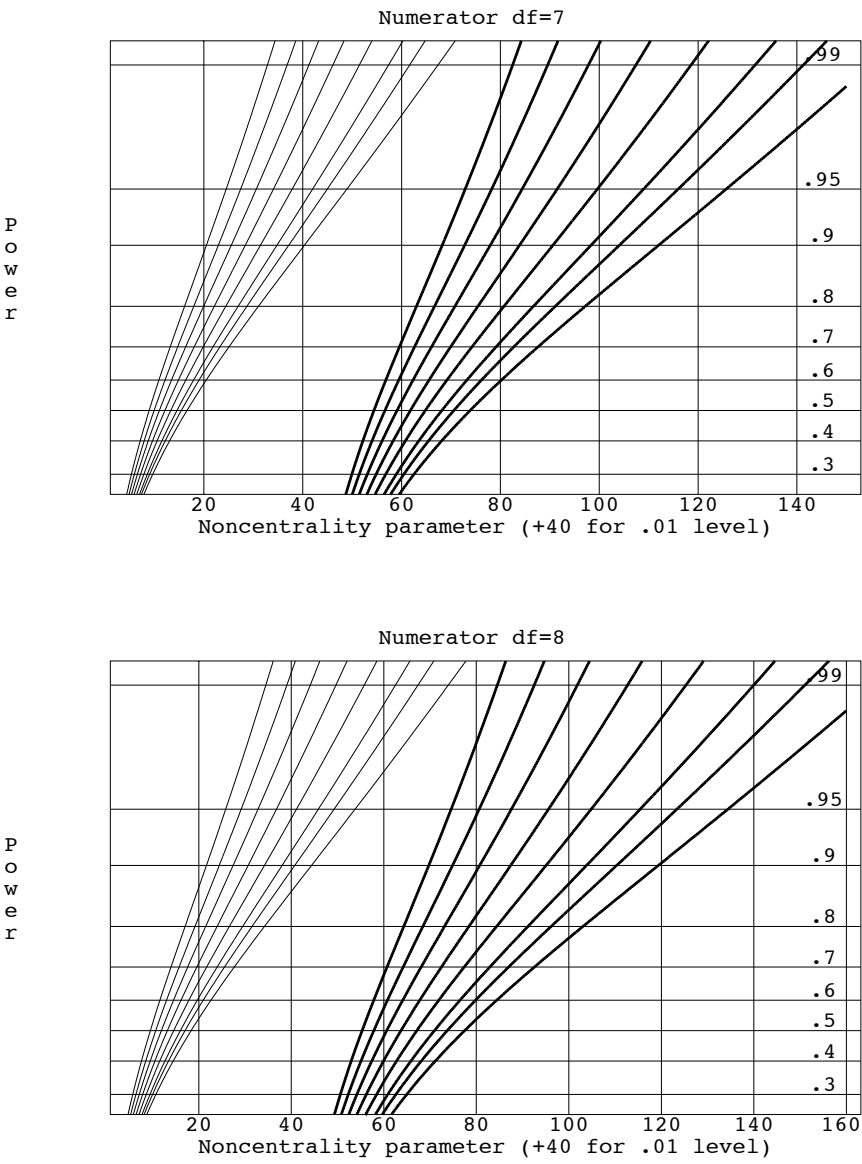 Numerator df=7
.99
.95
.9
.8
.7
.6
.5
.4
.3
Power
20 40 60 80 100 120 140
Noncentrality parameter (+40 for .01 level)
Numerator df=8
.99
.95
.9
.8
.7
.6
.5
.4
.3
Power
20 40 60 80 100 120 140 160
Noncentrality parameter (+40 for .01 level)